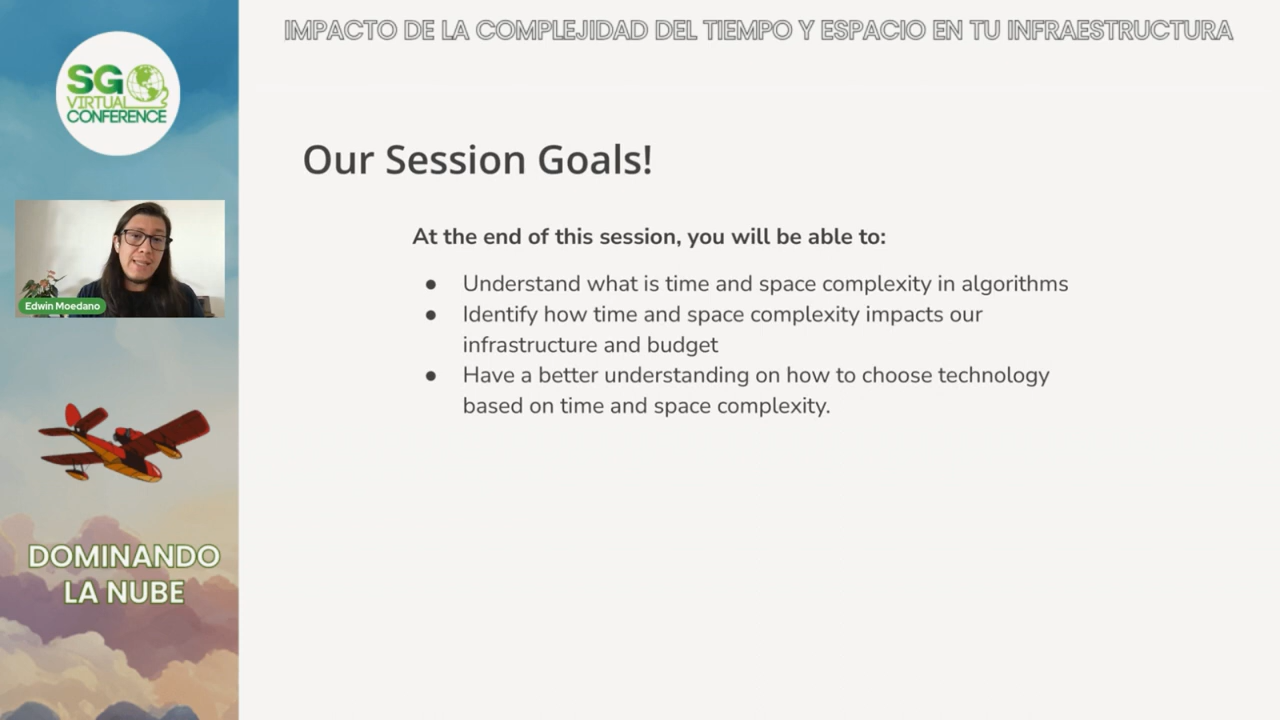 IMPACTO DE LA COMPLEJIDAD DEL TIEMPO Y ESPACIO EN TU INFRAESTRUCTURA
SG
VIRTUAL
CONFERENCE
Edwin Moedano
DOMINANDO
LA NUBE
Our Session Goals!
At the end of this session, you will be able to:
● Understand what is time and space complexity in algorithms
● Identify how time and space complexity impacts our
infrastructure and budget
● Have a better understanding on how to choose technology
based on time and space complexity.